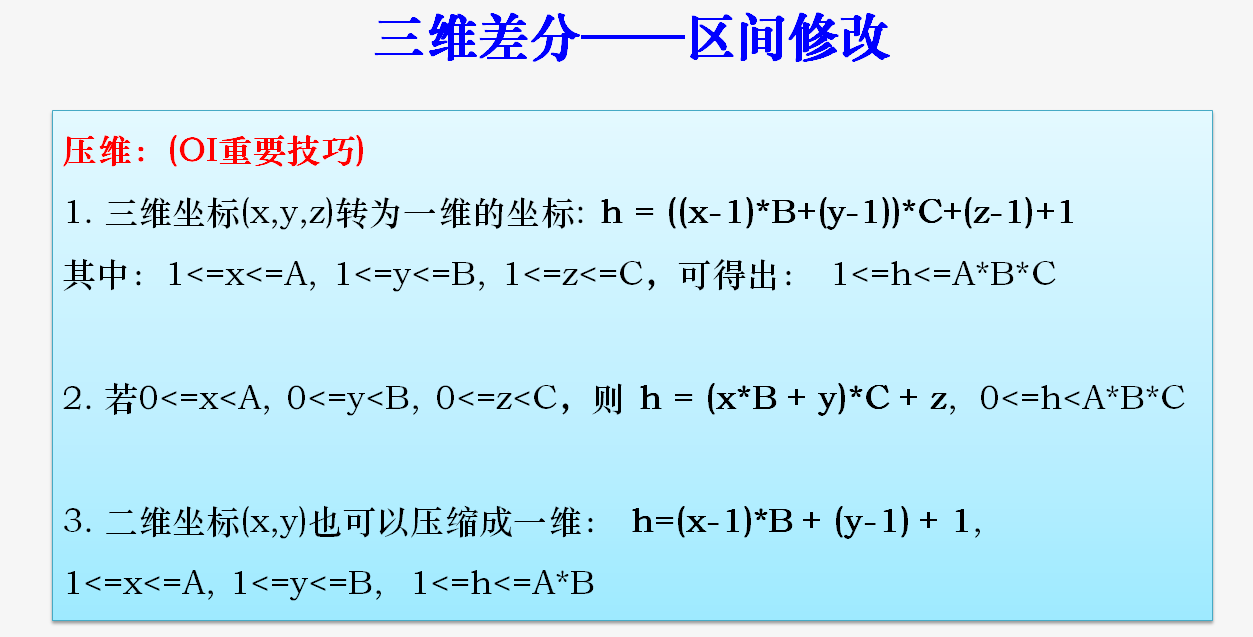 三维差分——区间修改
压维：(OI重要技巧)
1. 三维坐标(x,y,z)转为一维的坐标: h = ((x-1)*B+(y-1))*C+(z-1)+1
其中：1<=x<=A, 1<=y<=B, 1<=z<=C，可得出： 1<=h<=A*B*C
2. 若0<=x<A, 0<=y<B, 0<=z<C，则 h = (x*B + y)*C + z, 0<=h<A*B*C
3. 二维坐标(x,y)也可以压缩成一维： h=(x-1)*B + (y-1) + 1,
1<=x<=A, 1<=y<=B, 1<=h<=A*B